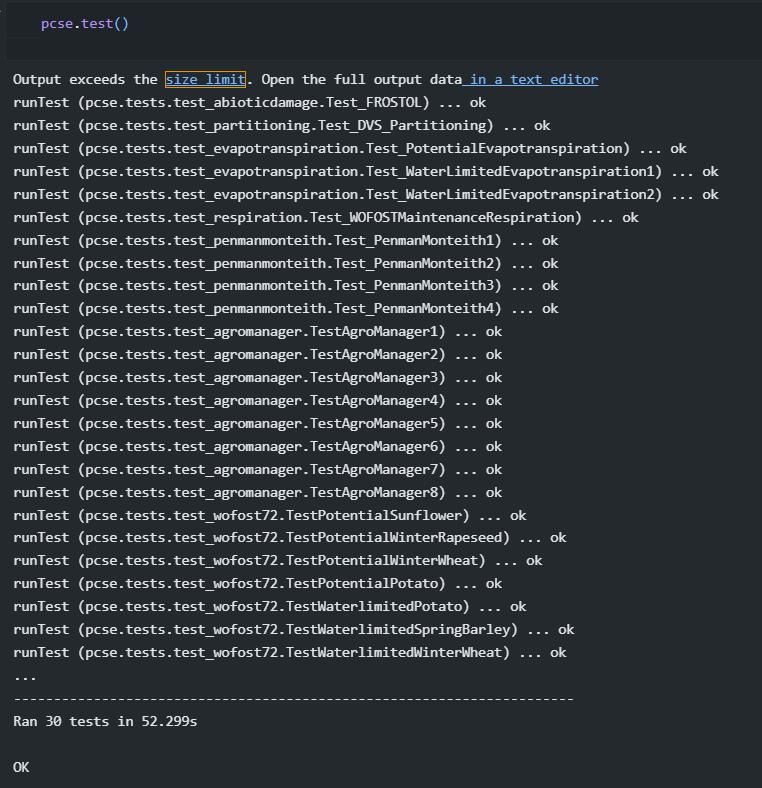 pcse.test()
Output exceeds the size limit. Open the full output data in a text editor
runTest (pcse.tests.test_abioticdamage.Test_FROSTOL) ... ok
runTest (pcse.tests.test_partitioning.Test_DVS_Partitioning) ... ok
runTest (pcse.tests.test_evapotranspiration.Test_PotentialEvapotranspiration) ... ok
runTest (pcse.tests.test_evapotranspiration.Test_WaterLimitedEvapotranspiration1) ... ok
runTest (pcse.tests.test_evapotranspiration.Test_WaterLimitedEvapotranspiration2) ... ok
runTest (pcse.tests.test_respiration.Test_WOFOSTMaintenanceRespiration) ... ok
runTest (pcse.tests.test_penmanmonteith.Test_PenmanMonteith1) ... ok
runTest (pcse.tests.test_penmanmonteith.Test_PenmanMonteith2) ... ok
runTest (pcse.tests.test_penmanmonteith.Test_PenmanMonteith3) ... ok
runTest (pcse.tests.test_penmanmonteith.Test_PenmanMonteith4) ... ok
runTest (pcse.tests.test_agromanager.TestAgroManager1) ... ok
runTest (pcse.tests.test_agromanager.TestAgroManager2) ... ok
runTest (pcse.tests.test_agromanager.TestAgroManager3) ... ok
runTest (pcse.tests.test_agromanager.TestAgroManager4) ... ok
runTest (pcse.tests.test_agromanager.TestAgroManager5) ... ok
runTest (pcse.tests.test_agromanager.TestAgroManager6) ... ok
runTest (pcse.tests.test_agromanager.TestAgroManager7) ... ok
runTest (pcse.tests.test_agromanager.TestAgroManager8) ... ok
runTest (pcse.tests.test_wofost72.TestPotentialSunflower) ... ok
runTest (pcse.tests.test_wofost72.TestPotentialWinterRapeseed) ... ok
runTest (pcse.tests.test_wofost72.TestPotentialWinterWheat) ... ok
runTest (pcse.tests.test_wofost72.TestPotentialPotato) ... ok
runTest (pcse.tests.test_wofost72.TestWaterlimitedPotato) ... ok
runTest (pcse.tests.test_wofost72.TestWaterlimitedSpringBarley) ... ok
runTest (pcse.tests.test_wofost72.TestWaterlimitedWinterWheat) ... ok
...
----------------------------------------------------------------------
Ran 30 tests in 52.299s
OK